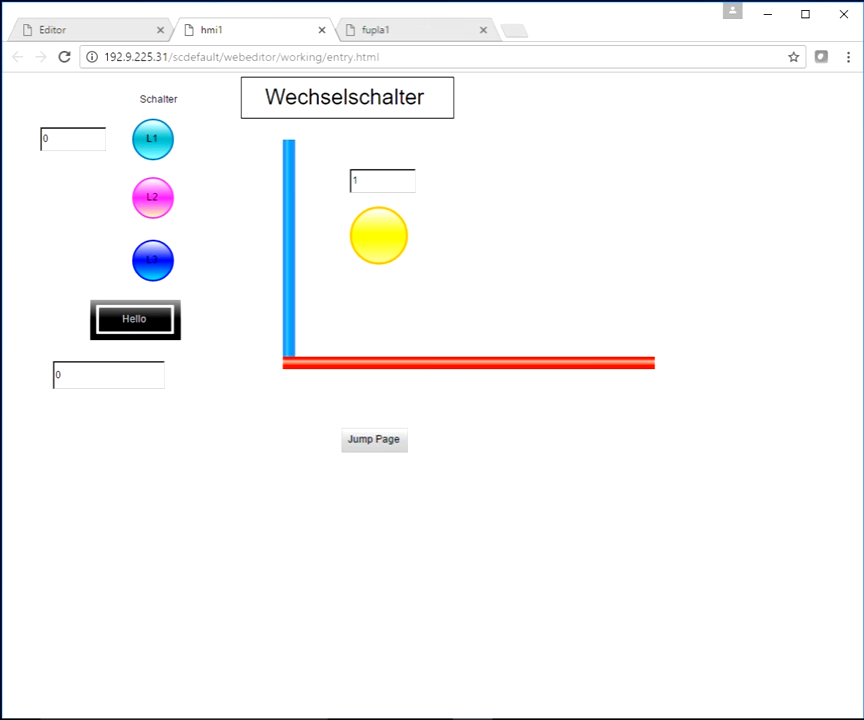 Editor
hmi1
fupla1
192.9.225.31/scdefault/webeditor/working/entry.html
Schalter
Wechselschalter
0
L1
1
L2
L3
Hello
0
Jump Page